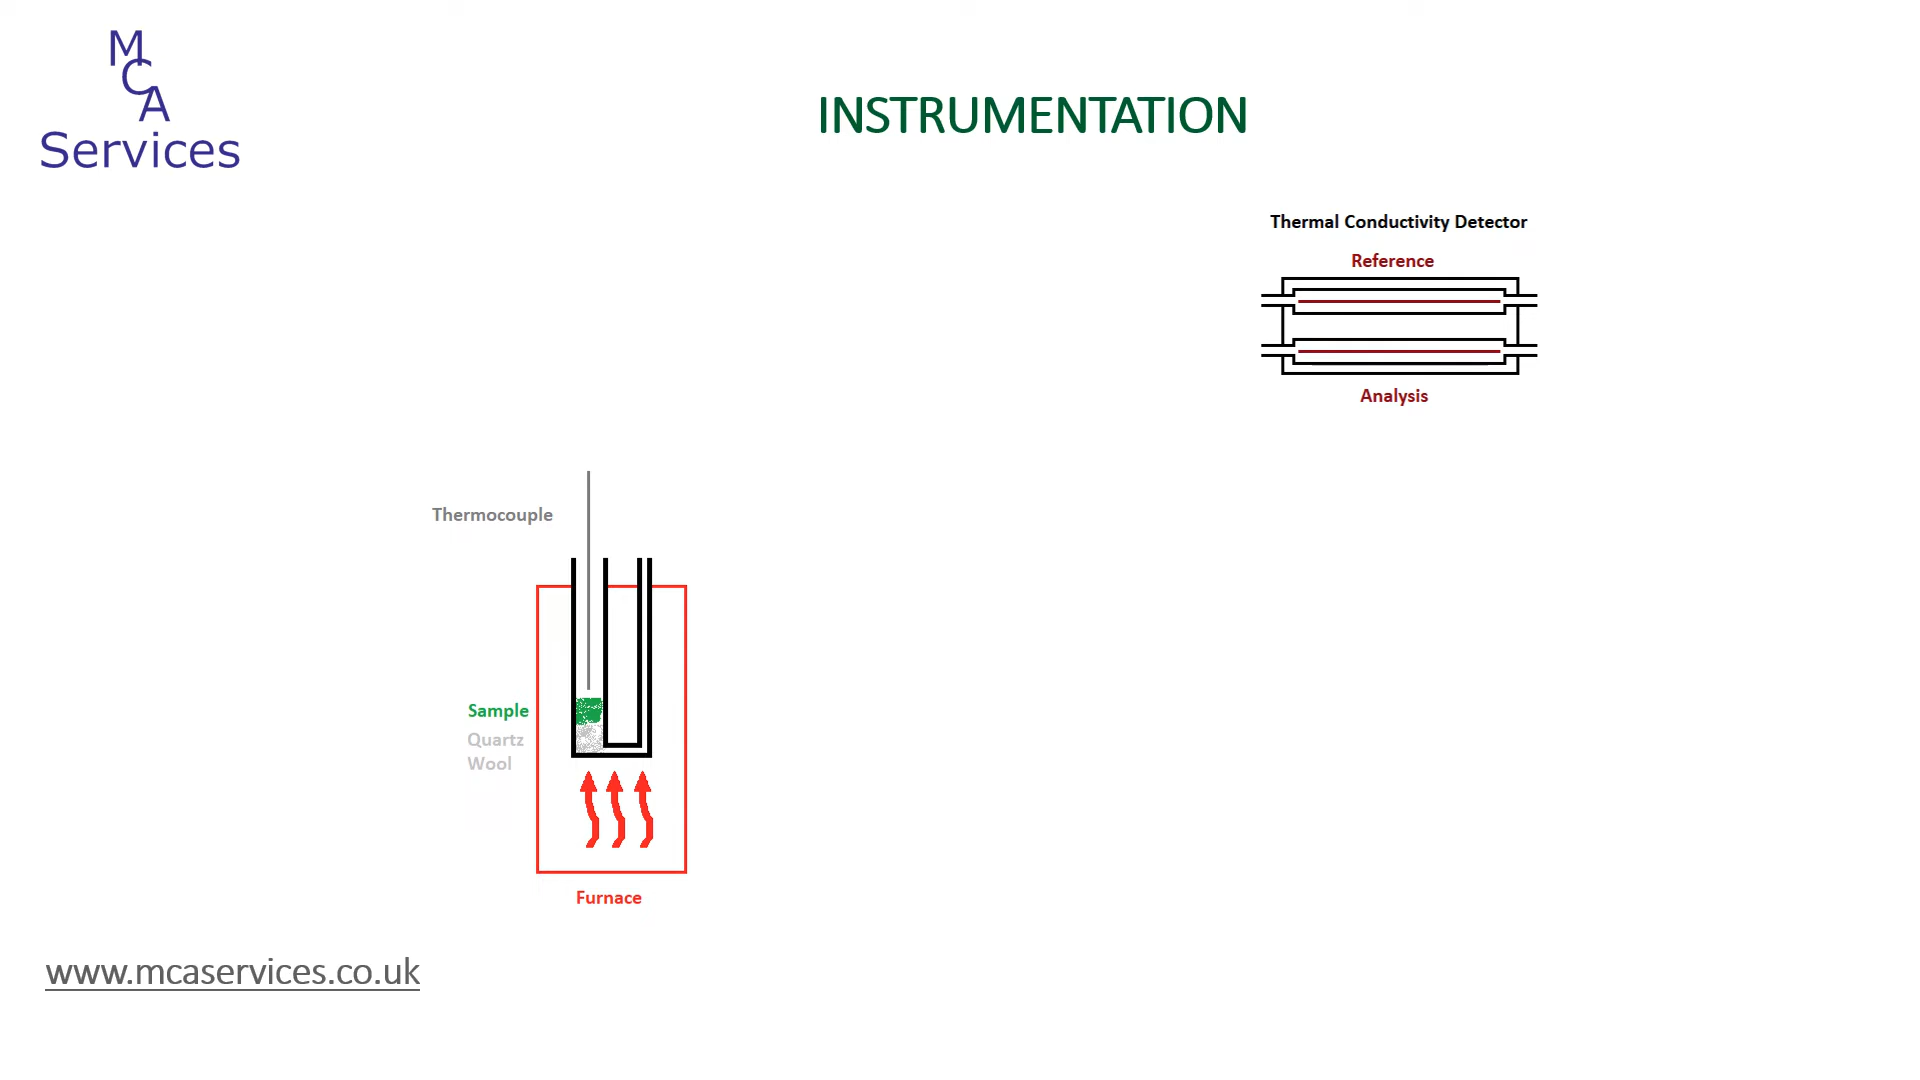 M
C
A
Services
INSTRUMENTATION
Thermal Conductivity Detector
Reference
Analysis
Thermocouple
Sample
Quartz
Wool
Furnace
www.mcaservices.co.uk